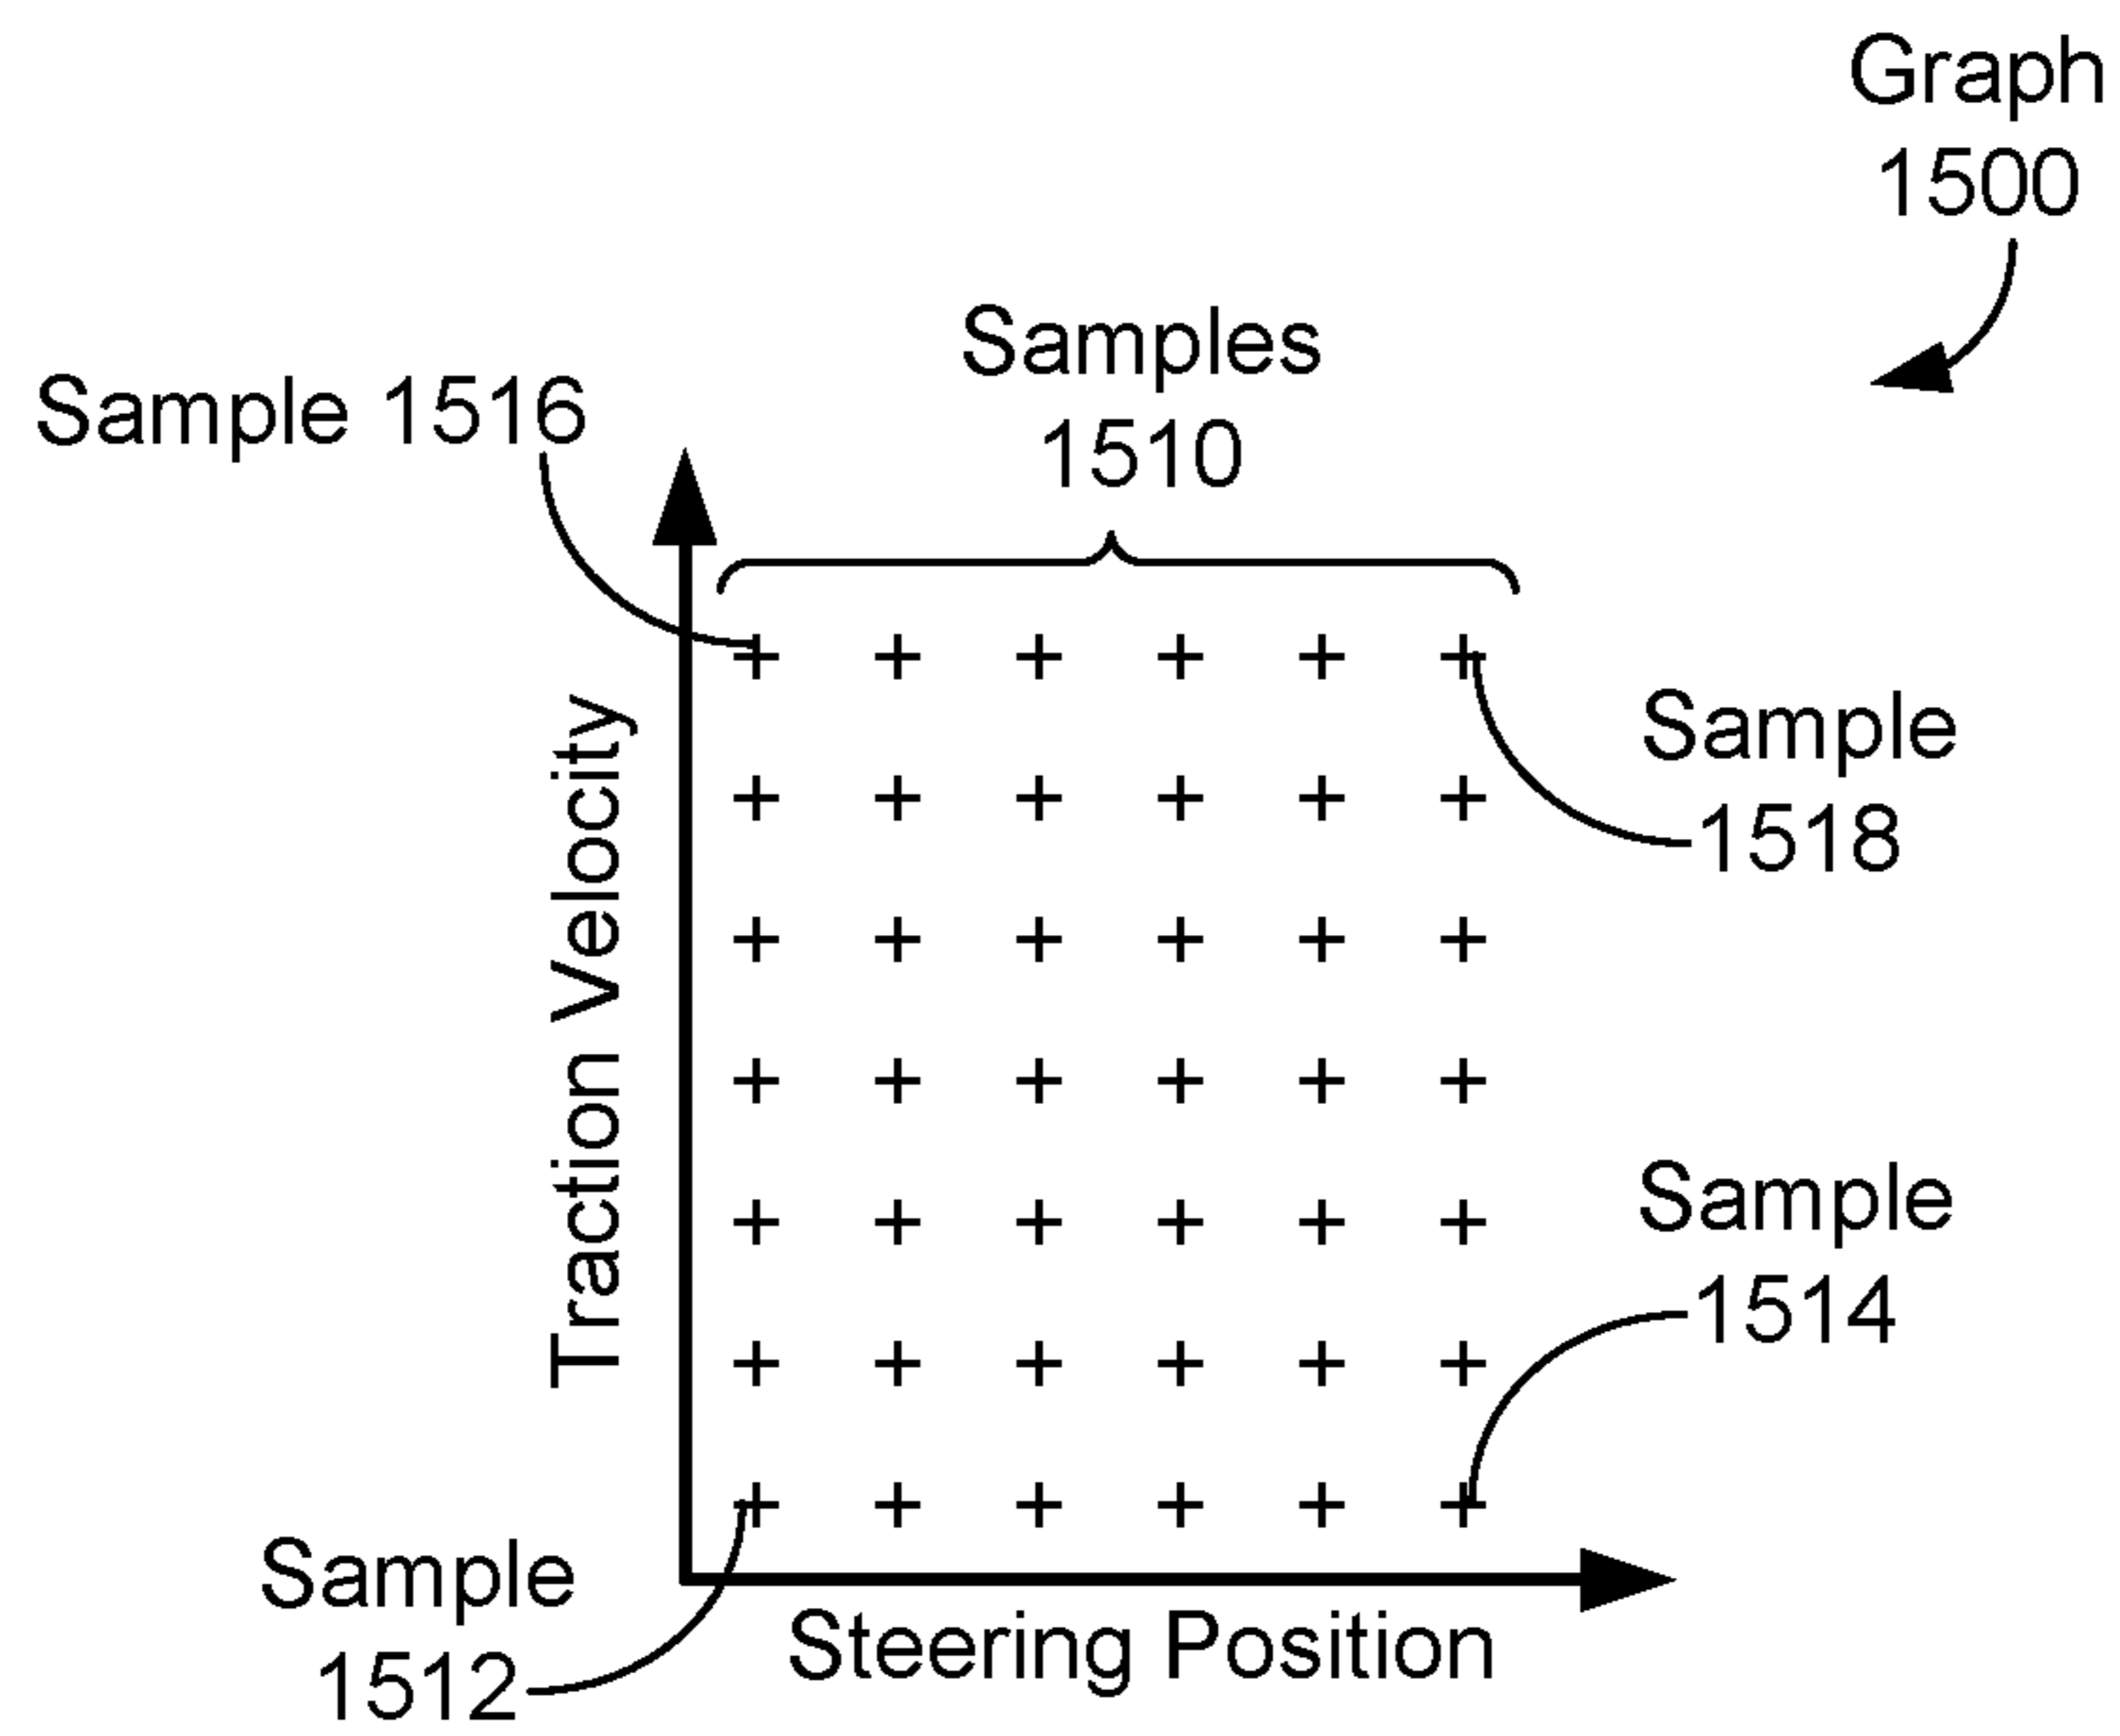 Graph
1500
Samples
1510
Sample 1516
Sample
1518
Traction Velocity
Sample
1514
Sample
1512
Steering Position